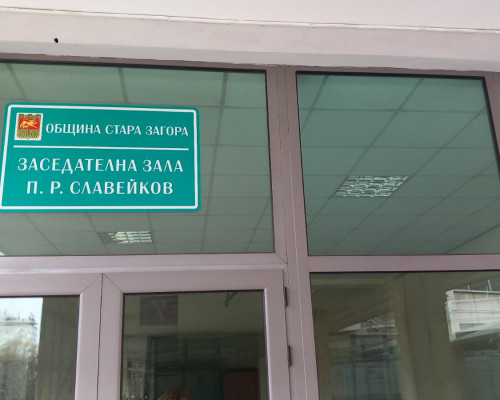 ОБЩИНА СТАРА ЗАГОРА
ЗАСЕДАТЕЛНА ЗАЛА
П. Р. СЛАВЕЙКОВ